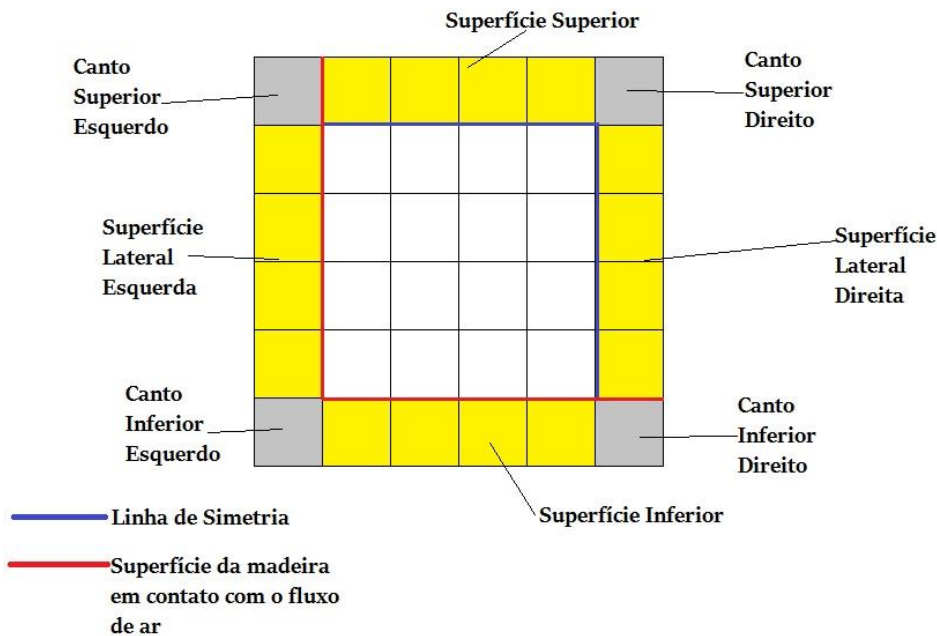 Superfície Superior
Canto
Superior
Esquerdo
Canto
Superior
Direito
Superfície
Lateral
Esquerda
Superfície
Lateral
Direita
Canto
Inferior
Esquerdo
Canto
Inferior
Direito
Linha de Simetria
Superfície Inferior
Superfície da madeira
em contato com o fluxo
de ar